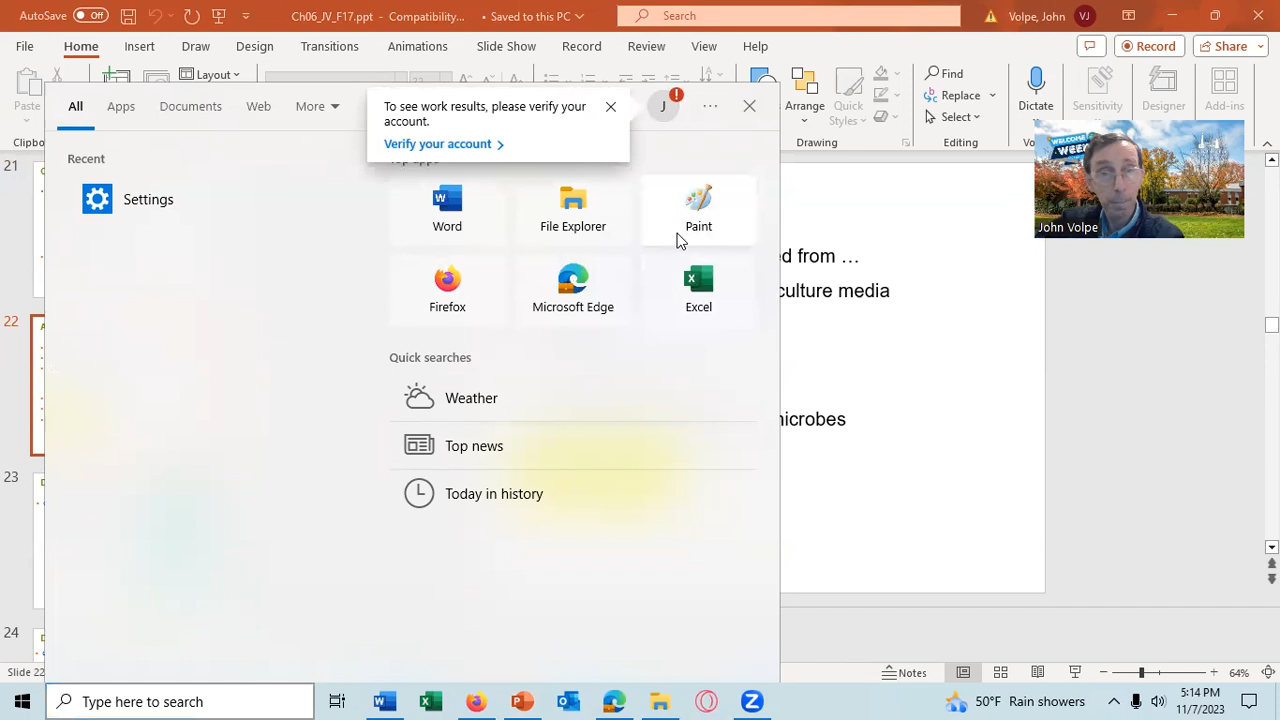 Ch06_JV_F17.ppt - Compatibility... • Saved to this PC
Search
Volpe, John
VJ
File
Home
Insert
Draw
Design
Transitions
Animations
Slide Show
Record
Review
View
Help
Record
Share
Paste
Layout
Arrange
Quick
Styles
Find
Replace
Select
Dictate
Sensitivity
Designer
Add-ins
Drawing
Editing
All
Apps
Documents
Web
More
To see work results, please verify your
account.
Verify your account
J
Recent
Settings
Word
File Explorer
Paint
Firefox
Microsoft Edge
Excel
Quick searches
Weather
Top news
Today in history
21
22
23
24
WEEK
John Volpe
ed from …
culture media
microbes
Slide 22
Notes
64%
Type here to search
50°F Rain showers
5:14 PM
11/7/2023